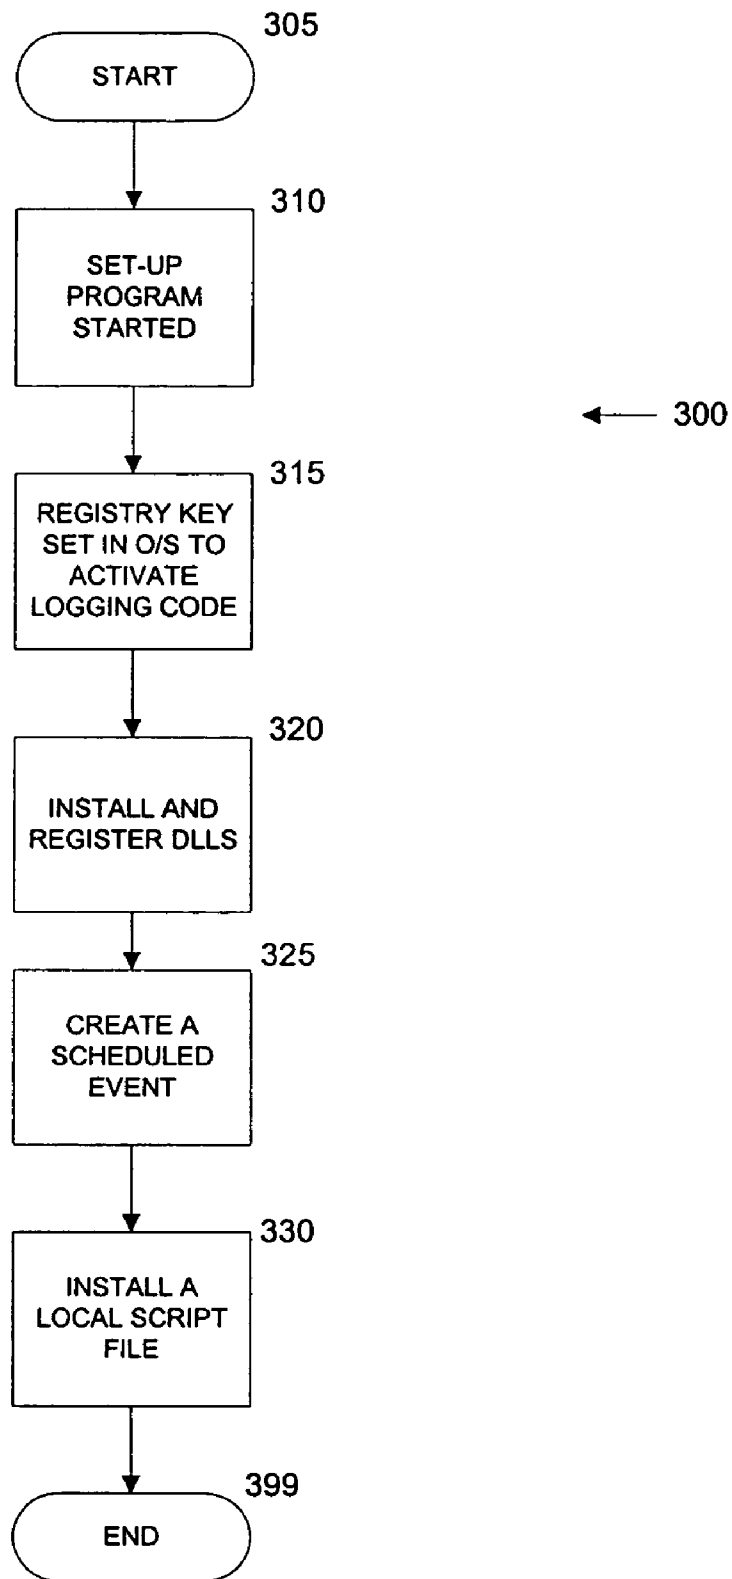 305
START
310
SET-UP
PROGRAM
STARTED
300
315
REGISTRY KEY
SET IN O/S TO
ACTIVATE
LOGGING CODE
320
INSTALL AND
REGISTER DLLS
325
CREATE A
SCHEDULED
EVENT
330
INSTALL A
LOCAL SCRIPT
FILE
399
END